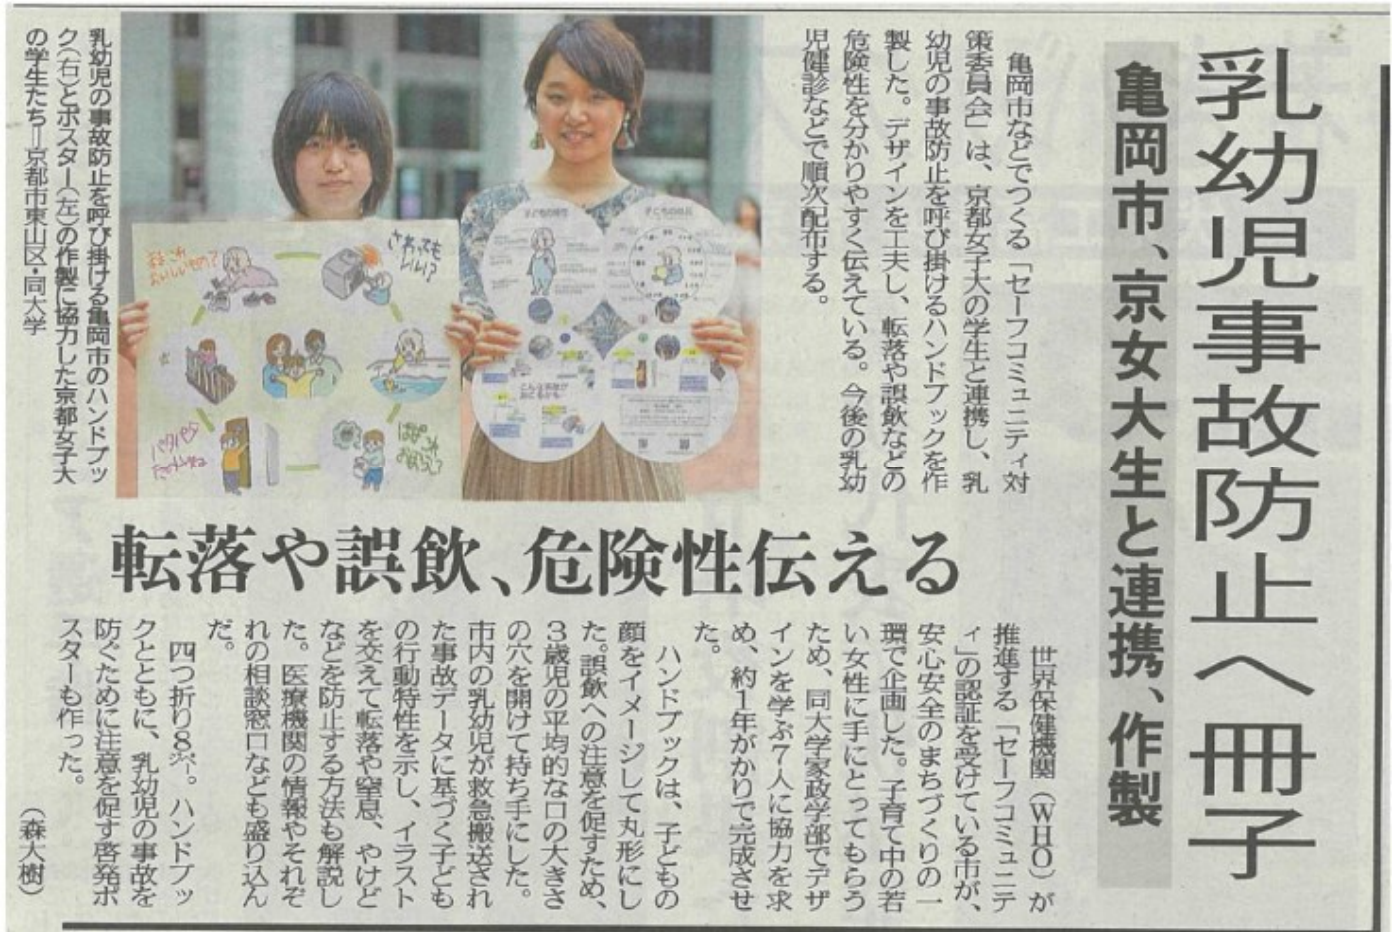 乳幼児事故防止へ冊子
亀岡市、京女大生と連携、作製
亀岡市などでつくる「セーフコミュニティ対
策委員会」は、京都女子大の学生と連携し、乳
幼児の事故防止を呼び掛けるハンドブックを作
製した。デザインを工夫し、転落や誤飲などの
危険性を分かりやすく伝えている。今後の乳幼
児健診などで順次配布する。
乳幼児の事故防止を呼び掛ける亀岡市のハンドブッ
ク(右)とポスター(左)の作製に協力した京都女子大
の学生たち=京都市東山区・同大学
さわっても
いい?
転落や誤飲、危険性伝える
世界保健機関(WHO)が
推進する「セーフコミュニテ
ィ」の認証を受けている市が、
安心安全のまちづくりの一
環で企画した。子育て中の若
い女性に手にとってもらう
ため、同大学家政学部でデザ
インを学ぶ7人に協力を求
め、約1年がかりで完成させ
た。
ハンドブックは、子どもの
顔をイメージして丸形にし
た。誤飲への注意を促すため、
3歳児の平均的な口の大きさ
の穴を開けて持ち手にした。
市内の乳幼児が救急搬送され
た事故データに基づく子ども
の行動特性を示し、イラスト
を交えて転落や窒息、やけど
などを防止する方法も解説し
た。医療機関の情報やそれぞ
れの相談窓口なども盛り込ん
だ。
四つ折り8㌻。ハンドブッ
クとともに、乳幼児の事故を
防ぐために注意を促す啓発ポ
スターも作った。
(森大樹)